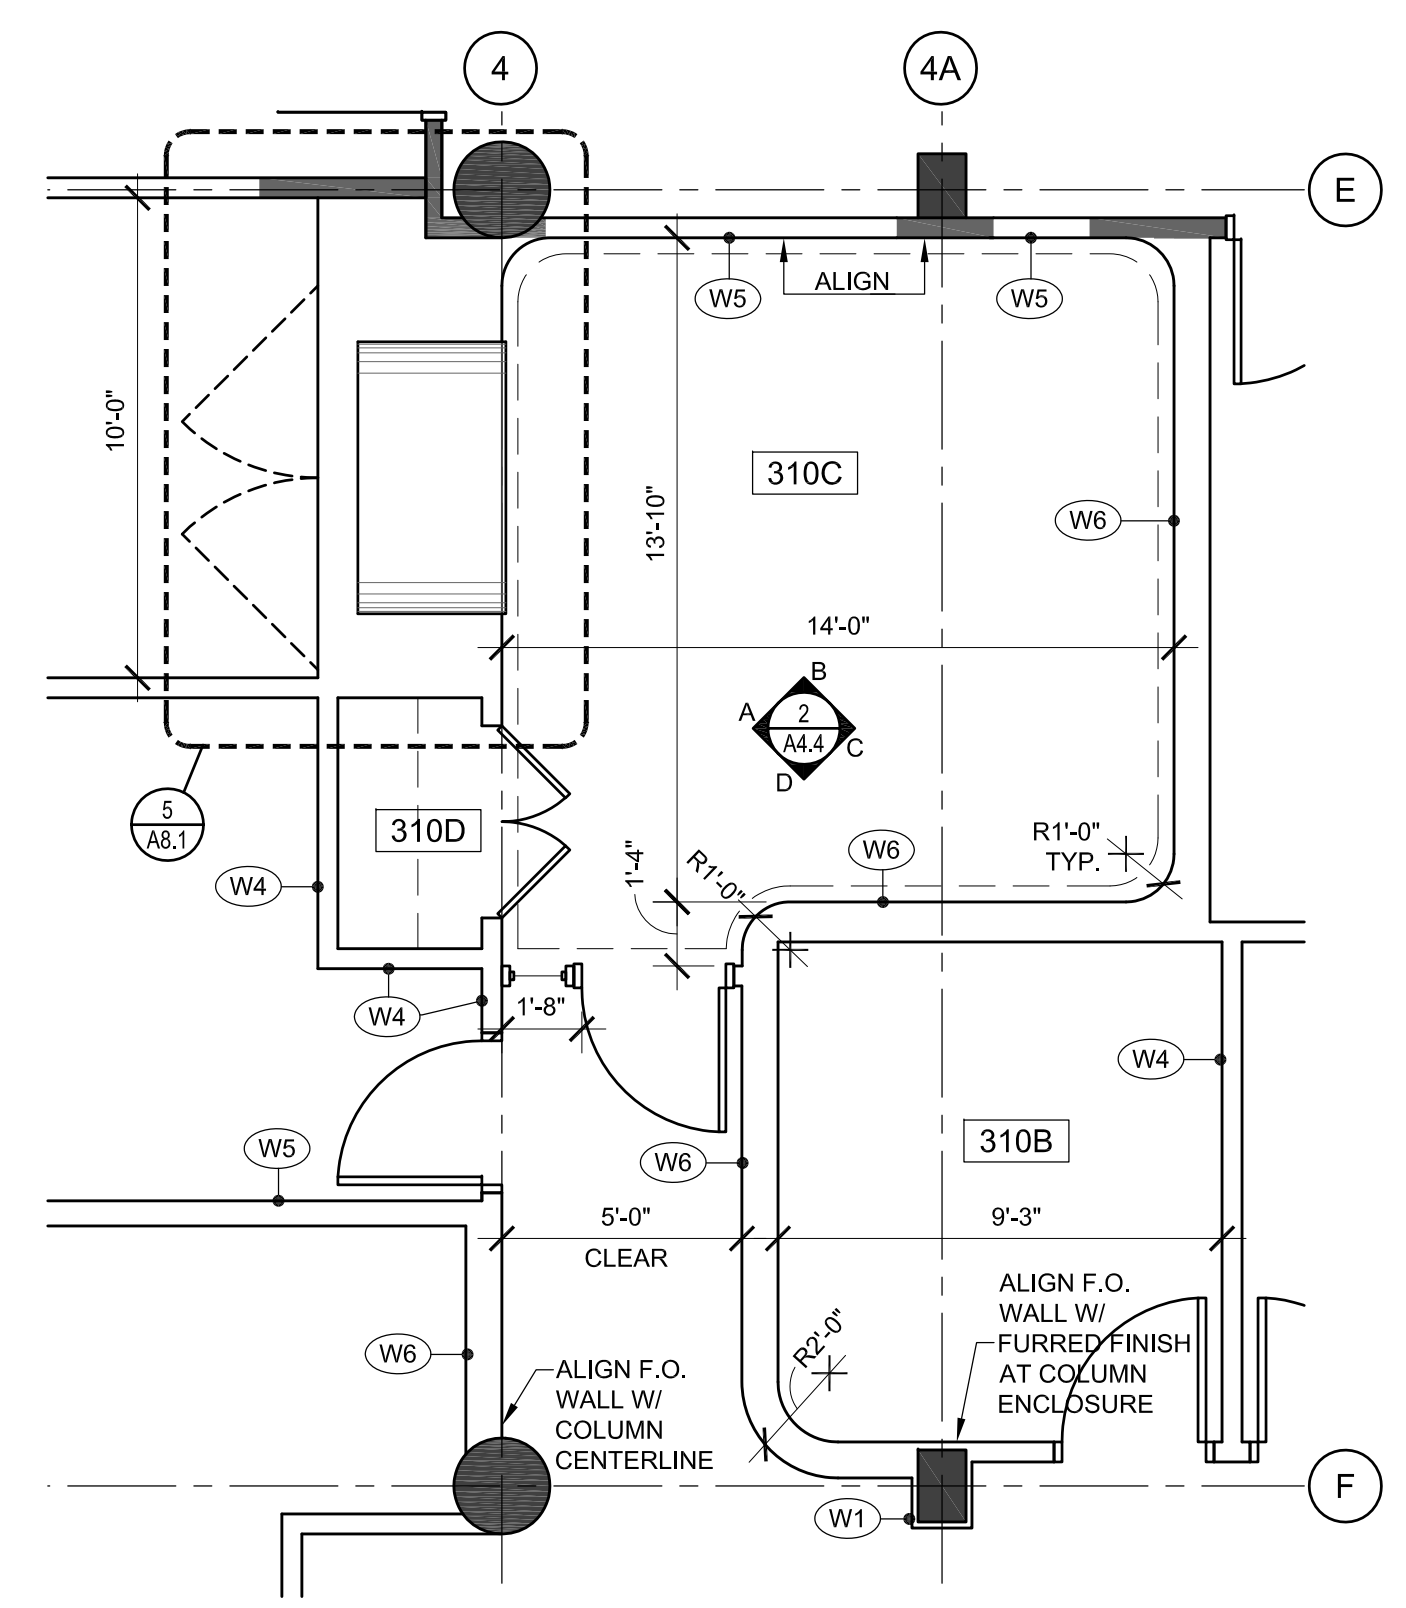 4
4A
E
W5
ALIGN
W5
10'-0"
310C
13'-10"
W6
14'-0"
B
A
2
A4.4
C
D
5
A8.1
310D
W4
1'-4"
R1'-0"
W6
R1'-0"
TYP.
W4
1'-8"
W4
310B
W5
W6
5'-0"
CLEAR
9'-3"
ALIGN F.O.
WALL W/
FURRED FINISH
AT COLUMN
ENCLOSURE
R2'-0"
W6
ALIGN F.O.
WALL W/
COLUMN
CENTERLINE
F
W1